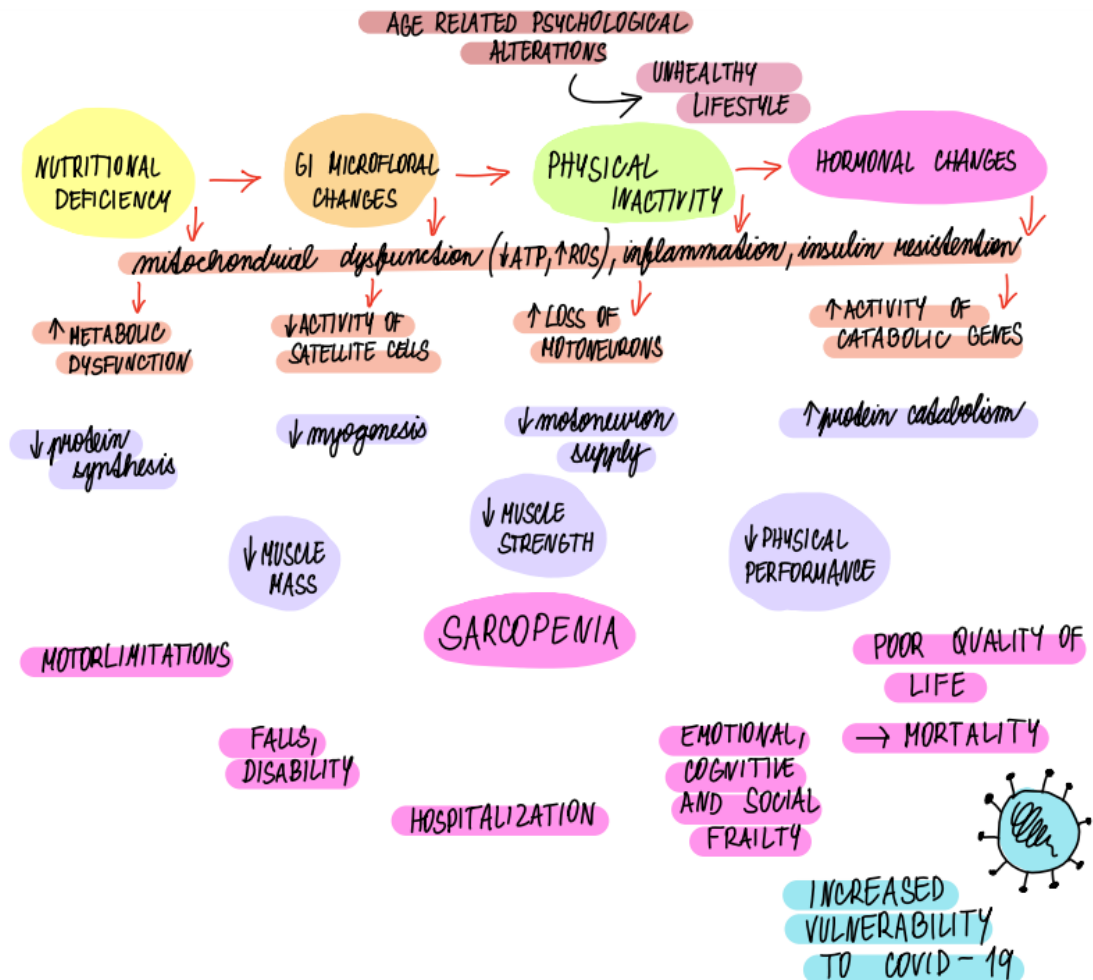 AGE RELATED PSYCHOLOGICAL
ALTERATIONS
UNHEALTHY
LIFESTYLE
NUTRITIONAL
DEFICIENCY
GI MICROFLORAL
CHANGES
PHYSICAL
INACTIVITY
HORMONAL CHANGES
mitochondrial dysfunction (↓ATP, ↑ROS), inflammation, insulin resistention
↑ METABOLIC
DYSFUNCTION
↓ ACTIVITY OF
SATELLITE CELLS
↑ LOSS OF
MOTONEURONS
↑ ACTIVITY OF
CATABOLIC GENES
↓ protein
synthesis
↓ myogenesis
↓ motoneuron
supply
↑ protein catabolism
↓ MUSCLE
MASS
↓ MUSCLE
STRENGTH
↓ PHYSICAL
PERFORMANCE
SARCOPENIA
MOTORLIMITATIONS
FALLS,
DISABILITY
HOSPITALIZATION
EMOTIONAL,
COGNITIVE
AND SOCIAL
FRAILTY
POOR QUALITY OF
LIFE
→ MORTALITY
INCREASED
VULNERABILITY
TO COVID-19